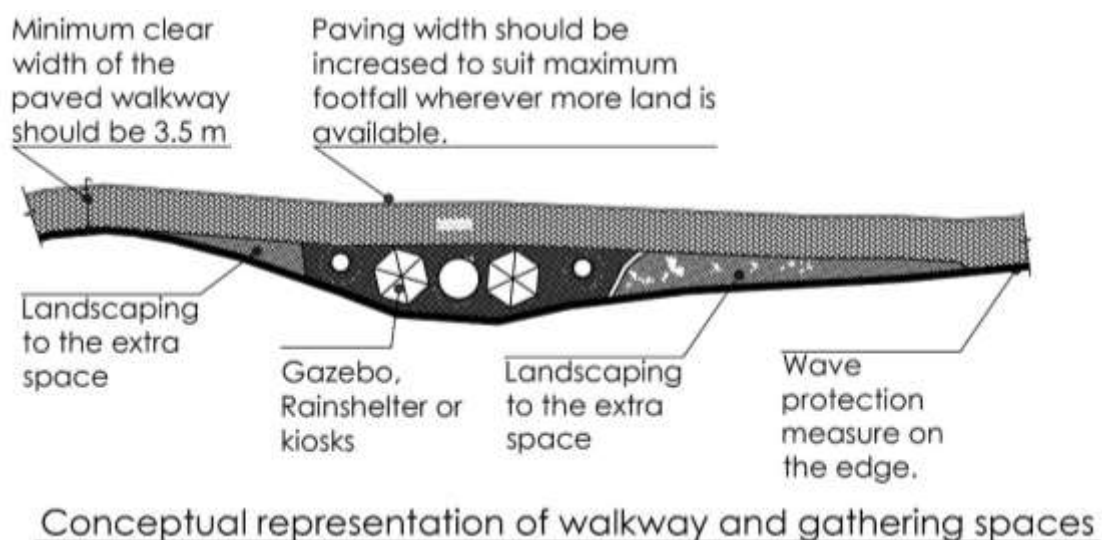 Minimum clear
width of the
paved walkway
should be 3.5 m
Paving width should be
increased to suit maximum
footfall wherever more land is
available.
Landscaping
to the extra
space
Gazebo,
Rainshelter or
kiosks
Landscaping
to the extra
space
Wave
protection
measure on
the edge.
Conceptual representation of walkway and gathering spaces